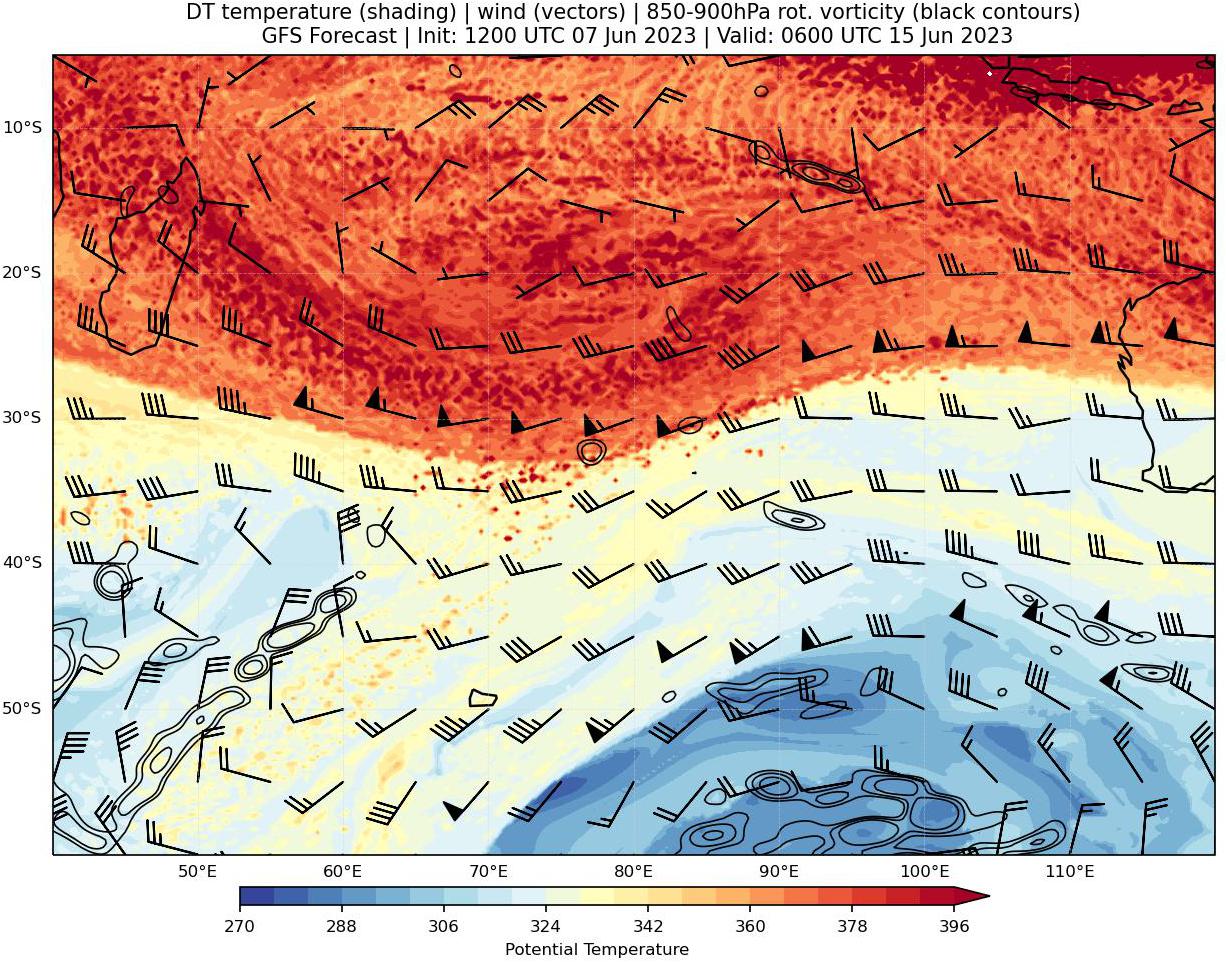 DT temperature (shading) | wind (vectors) | 850-900hPa rot. vorticity (black contours)
GFS Forecast | Init: 1200 UTC 07 Jun 2023 | Valid: 0600 UTC 15 Jun 2023
10°S
20°S
30°S
40°S
50°S
50°E 60°E 70°E 80°E 90°E 100°E 110°E
270 288 306 324 342 360 378 396
Potential Temperature